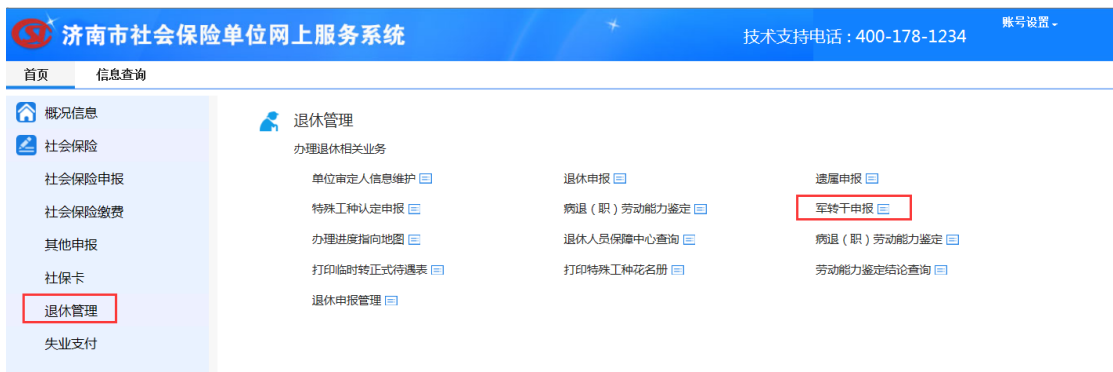 济南市社会保险单位网上服务系统
技术支持电话：400-178-1234
账号设置
首页
信息查询
概况信息
社会保险
社会保险申报
社会保险缴费
其他申报
社保卡
退休管理
失业支付
退休管理
办理退休相关业务
单位审定人信息维护
退休申报
遗属申报
特殊工种认定申报
病退（职）劳动能力鉴定
军转干申报
办理进度指向地图
退休人员保障中心查询
病退（职）劳动能力鉴定
打印临时转正式待遇表
打印特殊工种花名册
劳动能力鉴定结论查询
退休申报管理